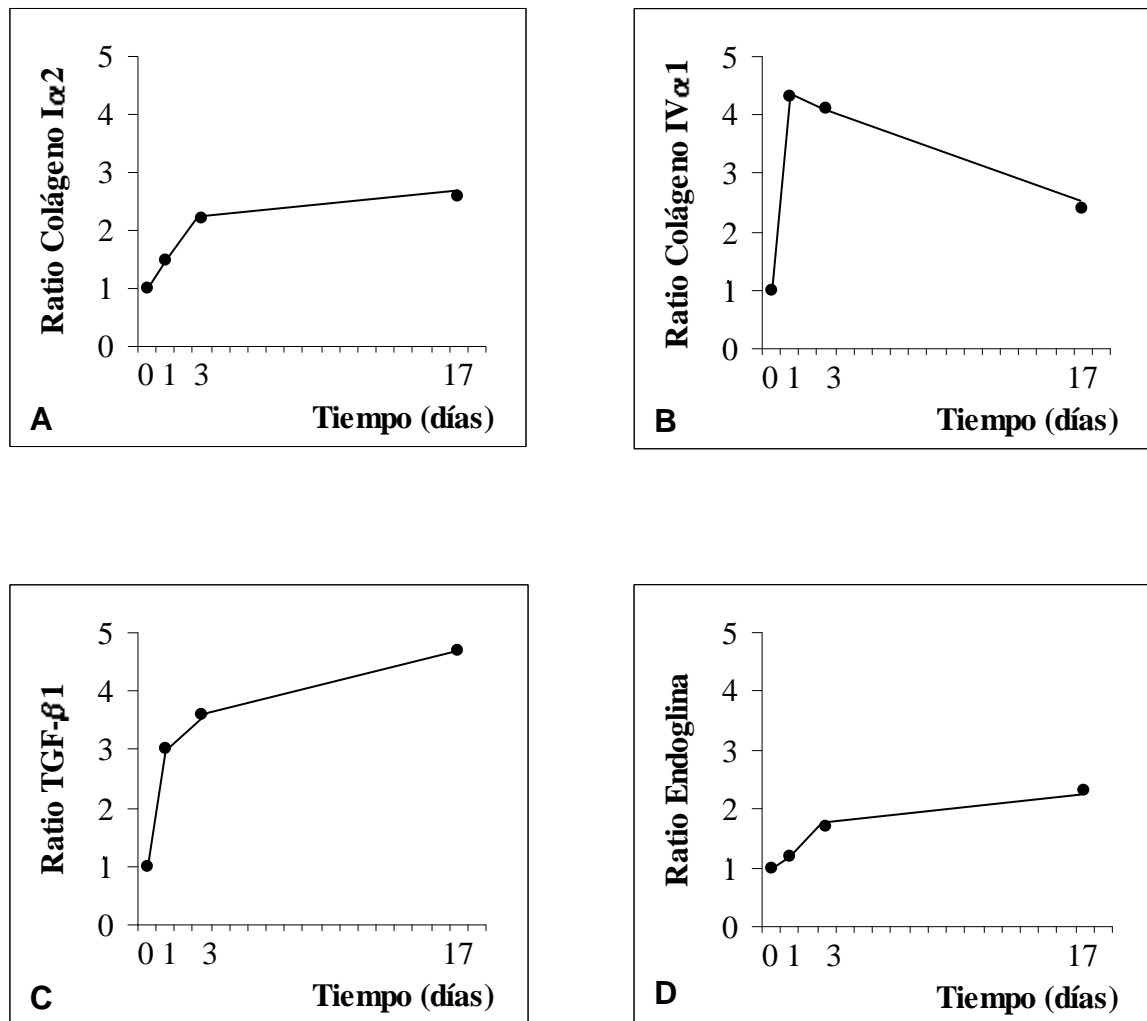 Ratio Colágeno Iα2
5
4
3
2
1
0
0 1 3 17
Tiempo (días)
A
Ratio Colágeno IVα1
5
4
3
2
1
0
0 1 3 17
Tiempo (días)
B
Ratio TGF-β1
5
4
3
2
1
0
0 1 3 17
Tiempo (días)
C
Ratio Endoglina
5
4
3
2
1
0
0 1 3 17
Tiempo (días)
D